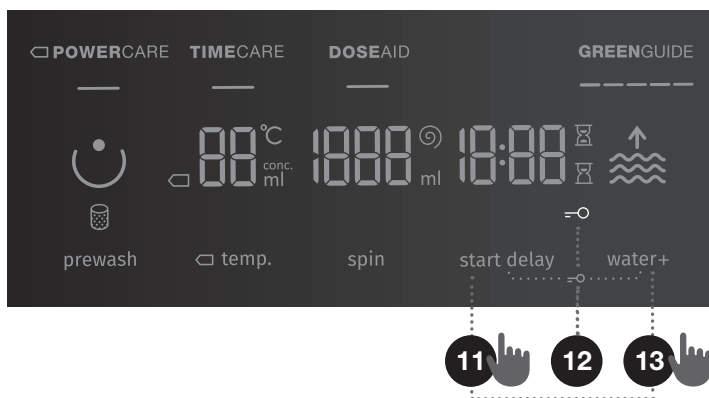 POWERCARE TIMECARE DOSEAID GREENGUIDE
88 °C conc. ml 1888 ml 18:88
prewash temp. spin start delay water+
11 12 13